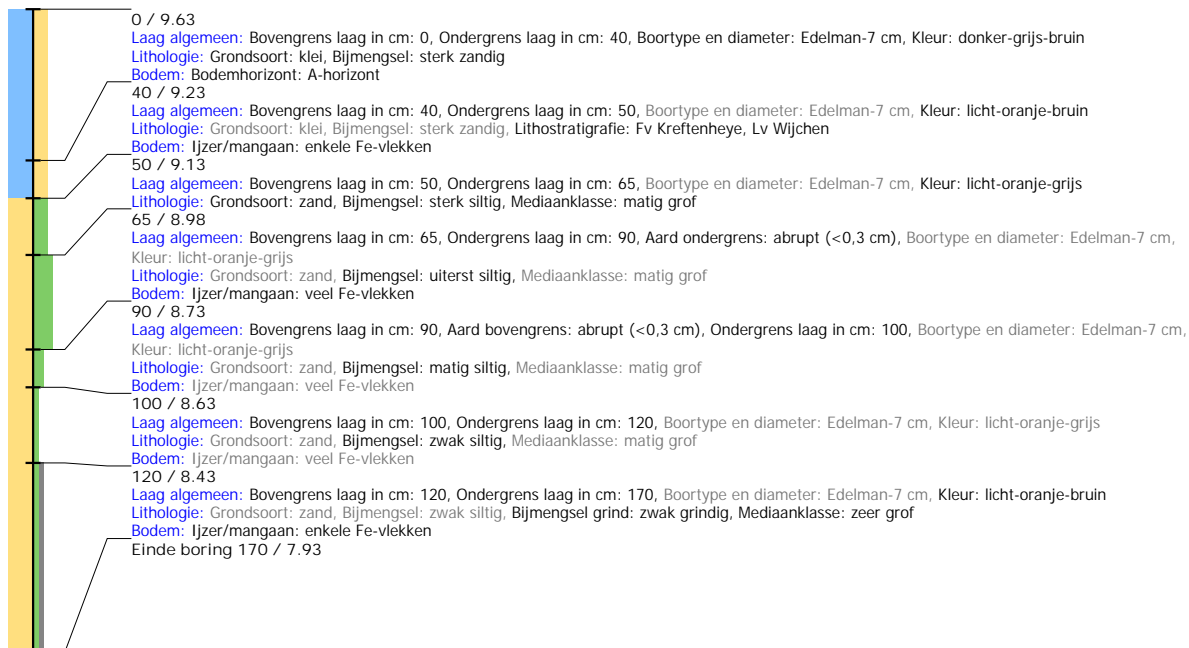 0 / 9.63
Laag algemeen: Bovengrens laag in cm: 0, Ondergrens laag in cm: 40, Boortype en diameter: Edelman-7 cm, Kleur: donker-grijs-bruin
Lithologie: Grondsoort: klei, Bijmengsel: sterk zandig
Bodem: Bodemhorizont: A-horizont
40 / 9.23
Laag algemeen: Bovengrens laag in cm: 40, Ondergrens laag in cm: 50, Boortype en diameter: Edelman-7 cm, Kleur: licht-oranje-bruin
Lithologie: Grondsoort: klei, Bijmengsel: sterk zandig, Lithostratigrafie: Fv Kreftenheye, Lv Wijchen
Bodem: Ijzer/mangaan: enkele Fe-vlekken
50 / 9.13
Laag algemeen: Bovengrens laag in cm: 50, Ondergrens laag in cm: 65, Boortype en diameter: Edelman-7 cm, Kleur: licht-oranje-grijs
Lithologie: Grondsoort: zand, Bijmengsel: sterk siltig, Mediaanklasse: matig grof
65 / 8.98
Laag algemeen: Bovengrens laag in cm: 65, Ondergrens laag in cm: 90, Aard ondergrens: abrupt (<0,3 cm), Boortype en diameter: Edelman-7 cm,
Kleur: licht-oranje-grijs
Lithologie: Grondsoort: zand, Bijmengsel: uiterst siltig, Mediaanklasse: matig grof
Bodem: Ijzer/mangaan: veel Fe-vlekken
90 / 8.73
Laag algemeen: Bovengrens laag in cm: 90, Aard bovengrens: abrupt (<0,3 cm), Ondergrens laag in cm: 100, Boortype en diameter: Edelman-7 cm,
Kleur: licht-oranje-grijs
Lithologie: Grondsoort: zand, Bijmengsel: matig siltig, Mediaanklasse: matig grof
Bodem: Ijzer/mangaan: veel Fe-vlekken
100 / 8.63
Laag algemeen: Bovengrens laag in cm: 100, Ondergrens laag in cm: 120, Boortype en diameter: Edelman-7 cm, Kleur: licht-oranje-grijs
Lithologie: Grondsoort: zand, Bijmengsel: zwak siltig, Mediaanklasse: matig grof
Bodem: Ijzer/mangaan: veel Fe-vlekken
120 / 8.43
Laag algemeen: Bovengrens laag in cm: 120, Ondergrens laag in cm: 170, Boortype en diameter: Edelman-7 cm, Kleur: licht-oranje-bruin
Lithologie: Grondsoort: zand, Bijmengsel: zwak siltig, Bijmengsel grind: zwak grindig, Mediaanklasse: zeer grof
Bodem: Ijzer/mangaan: enkele Fe-vlekken
Einde boring 170 / 7.93